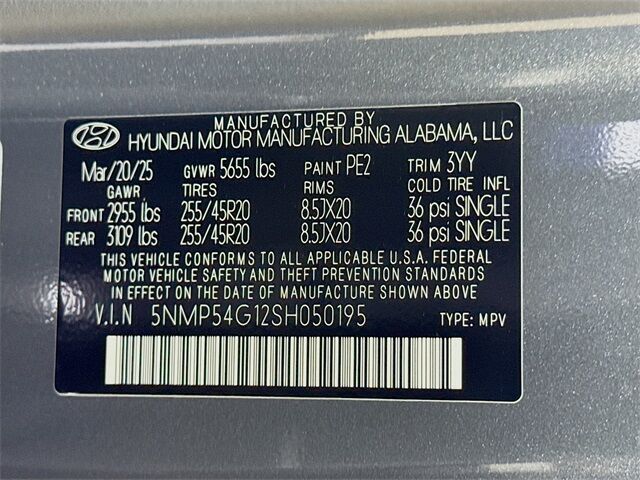 MANUFACTURED BY
HYUNDAI MOTOR MANUFACTURING ALABAMA, LLC
Mar/20/25 GVWR 5655 lbs PAINT PE2 TRIM 3YY
GAWR TIRES RIMS COLD TIRE INFL
FRONT 2955 lbs 255/45R20 8.5JX20 36 psi SINGLE
REAR 3109 lbs 255/45R20 8.5JX20 36 psi SINGLE
THIS VEHICLE CONFORMS TO ALL APPLICABLE U.S.A. FEDERAL
MOTOR VEHICLE SAFETY AND THEFT PREVENTION STANDARDS
IN EFFECT ON THE DATE OF MANUFACTURE SHOWN ABOVE
V.I.N 5NMP54G12SH050195 TYPE: MPV